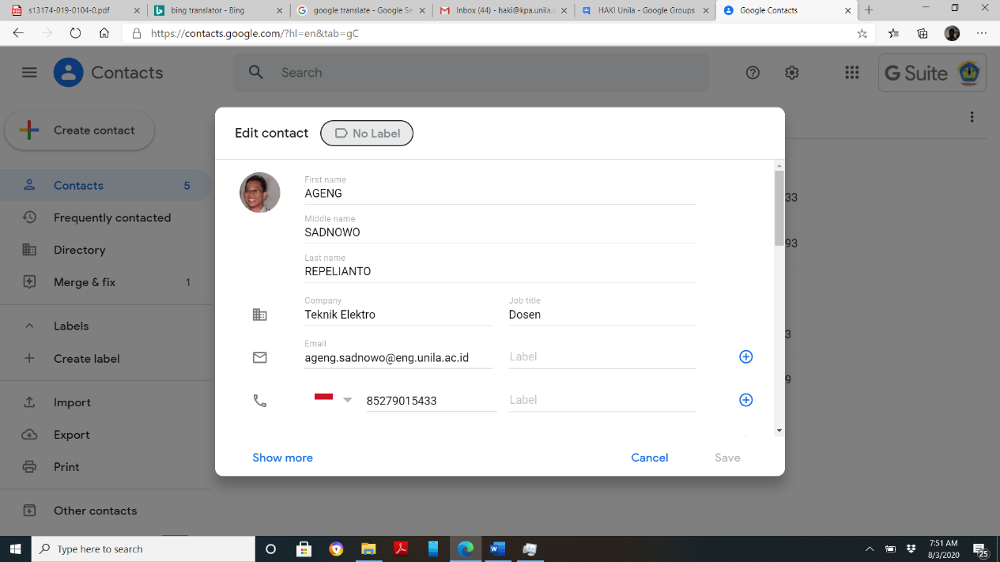 s13174-019-0104-0.pdf
bing translator - Bing
google translate - Google Se
Inbox (44) - haki@kpa.unila.
HAKI Unila - Google Groups
Google Contacts
https://contacts.google.com/?hl=en&tab=gC
Contacts
Search
G Suite
Create contact
Edit contact
No Label
Contacts 5
Frequently contacted
Directory
Merge & fix 1
Labels
Create label
Import
Export
Print
Other contacts
First name
AGENG
Middle name
SADNOWO
Last name
REPELIANTO
Company
Teknik Elektro
Job title
Dosen
Email
ageng.sadnowo@eng.unila.ac.id
Label
85279015433
Label
Show more
Cancel
Save
33
93
3
9
Type here to search
7:51 AM
8/3/2020
25